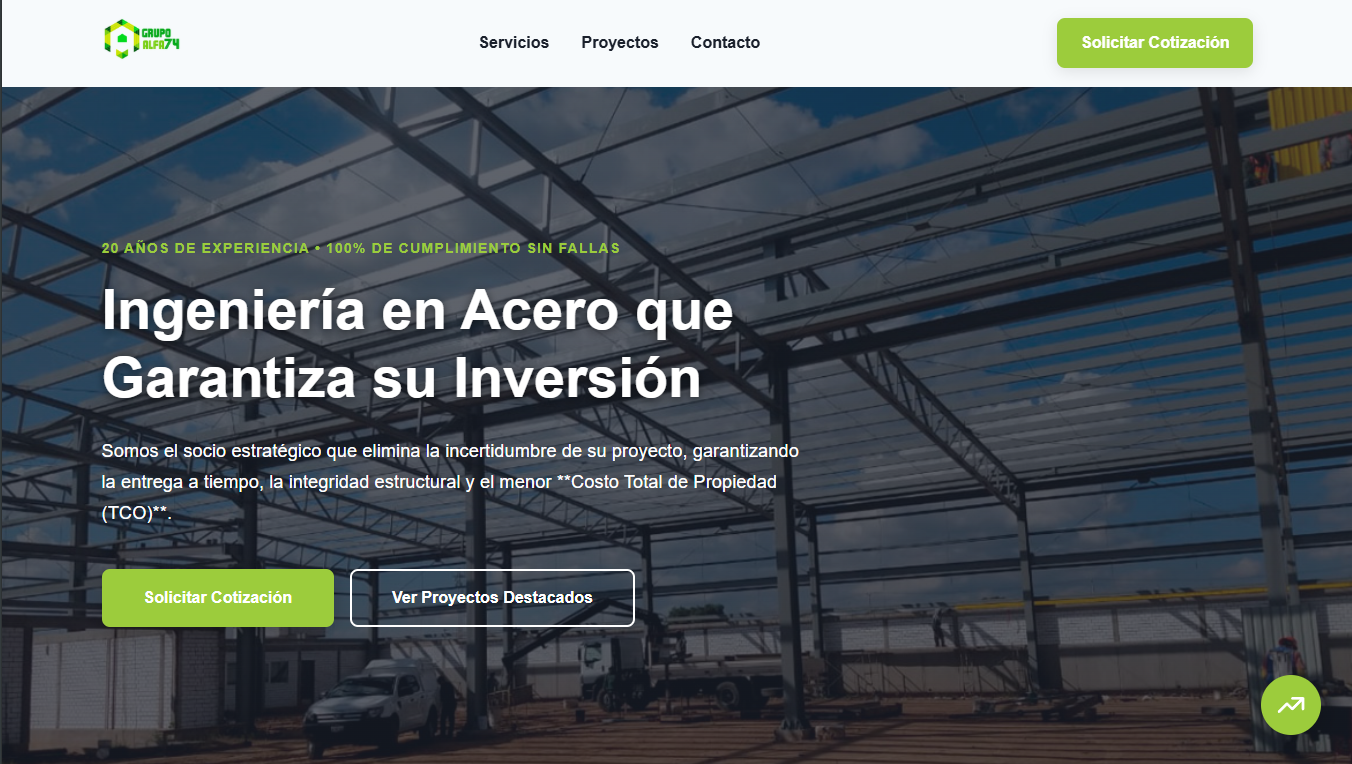 GRUPO
ALFA74
Servicios
Proyectos
Contacto
Solicitar Cotización
20 AÑOS DE EXPERIENCIA • 100% DE CUMPLIMIENTO SIN FALLAS
Ingeniería en Acero que
Garantiza su Inversión
Somos el socio estratégico que elimina la incertidumbre de su proyecto, garantizando
la entrega a tiempo, la integridad estructural y el menor **Costo Total de Propiedad
(TCO)**.
Solicitar Cotización
Ver Proyectos Destacados